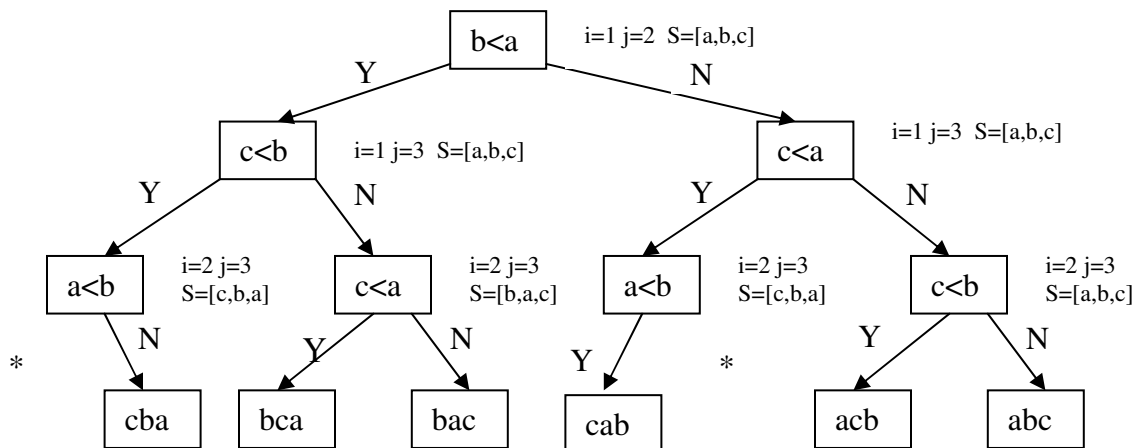 b<a
i=1 j=2 S=[a,b,c]
Y
N
c<b
i=1 j=3 S=[a,b,c]
c<a
i=1 j=3 S=[a,b,c]
Y
N
Y
N
a<b
i=2 j=3
S=[c,b,a]
c<a
i=2 j=3
S=[b,a,c]
a<b
i=2 j=3
S=[c,b,a]
c<b
i=2 j=3
S=[a,b,c]
*
N
Y
N
Y
*
Y
N
cba
bca
bac
cab
acb
abc